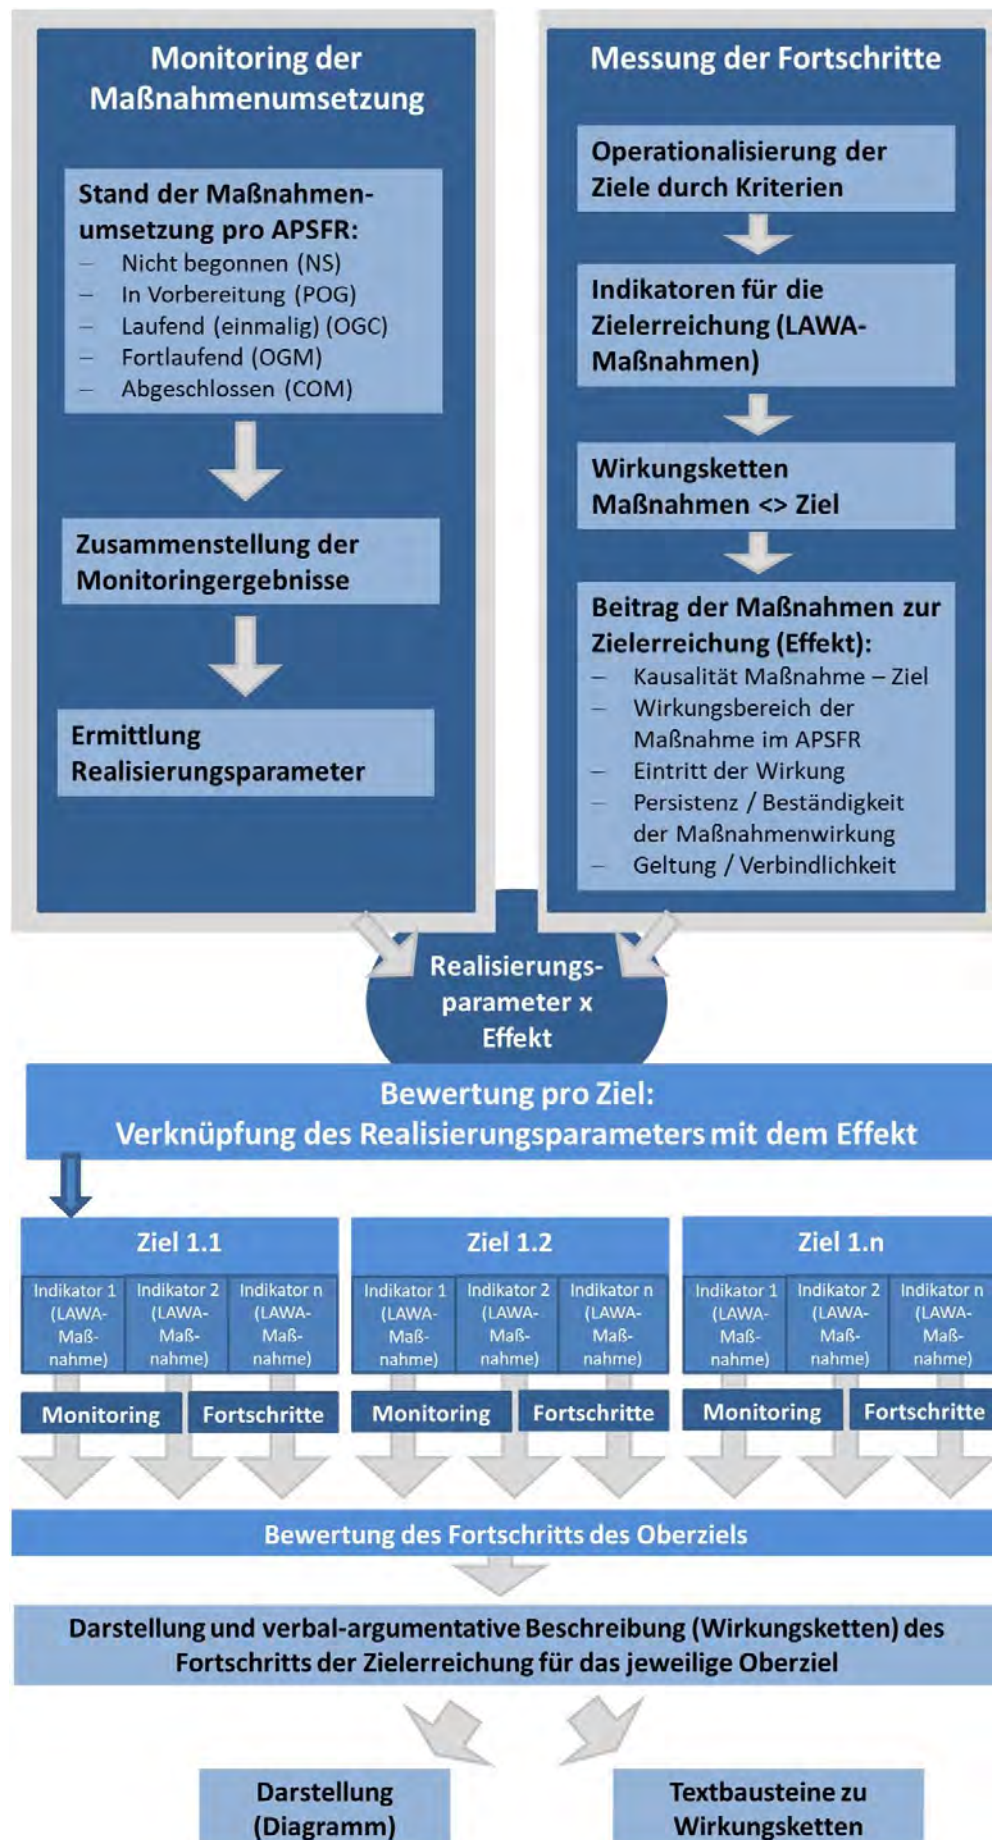 Monitoring der
Maßnahmenumsetzung
Stand der Maßnahmen-
umsetzung pro APSFR:
– Nicht begonnen (NS)
– In Vorbereitung (POG)
– Laufend (einmalig) (OGC)
– Fortlaufend (OGM)
– Abgeschlossen (COM)
Zusammenstellung der
Monitoringergebnisse
Ermittlung
Realisierungsparameter
Messung der Fortschritte
Operationalisierung der
Ziele durch Kriterien
Indikatoren für die
Zielerreichung (LAWA-
Maßnahmen)
Wirkungsketten
Maßnahmen <> Ziel
Beitrag der Maßnahmen zur
Zielerreichung (Effekt):
– Kausalität Maßnahme – Ziel
– Wirkungsbereich der
Maßnahme im APSFR
– Eintritt der Wirkung
– Persistenz / Beständigkeit
der Maßnahmenwirkung
– Geltung / Verbindlichkeit
Realisierungs-
parameter x
Effekt
Bewertung pro Ziel:
Verknüpfung des Realisierungsparameters mit dem Effekt
Ziel 1.1
Indikator 1
(LAWA-
Maß-
nahme)
Indikator 2
(LAWA-
Maß-
nahme)
Indikator n
(LAWA-
Maß-
nahme)
Monitoring
Fortschritte
Ziel 1.2
Indikator 1
(LAWA-
Maß-
nahme)
Indikator 2
(LAWA-
Maß-
nahme)
Indikator n
(LAWA-
Maß-
nahme)
Monitoring
Fortschritte
Ziel 1.n
Indikator 1
(LAWA-
Maß-
nahme)
Indikator 2
(LAWA-
Maß-
nahme)
Indikator n
(LAWA-
Maß-
nahme)
Monitoring
Fortschritte
Bewertung des Fortschritts des Oberziels
Darstellung und verbal-argumentative Beschreibung (Wirkungsketten) des
Fortschritts der Zielerreichung für das jeweilige Oberziel
Darstellung
(Diagramm)
Textbausteine zu
Wirkungsketten